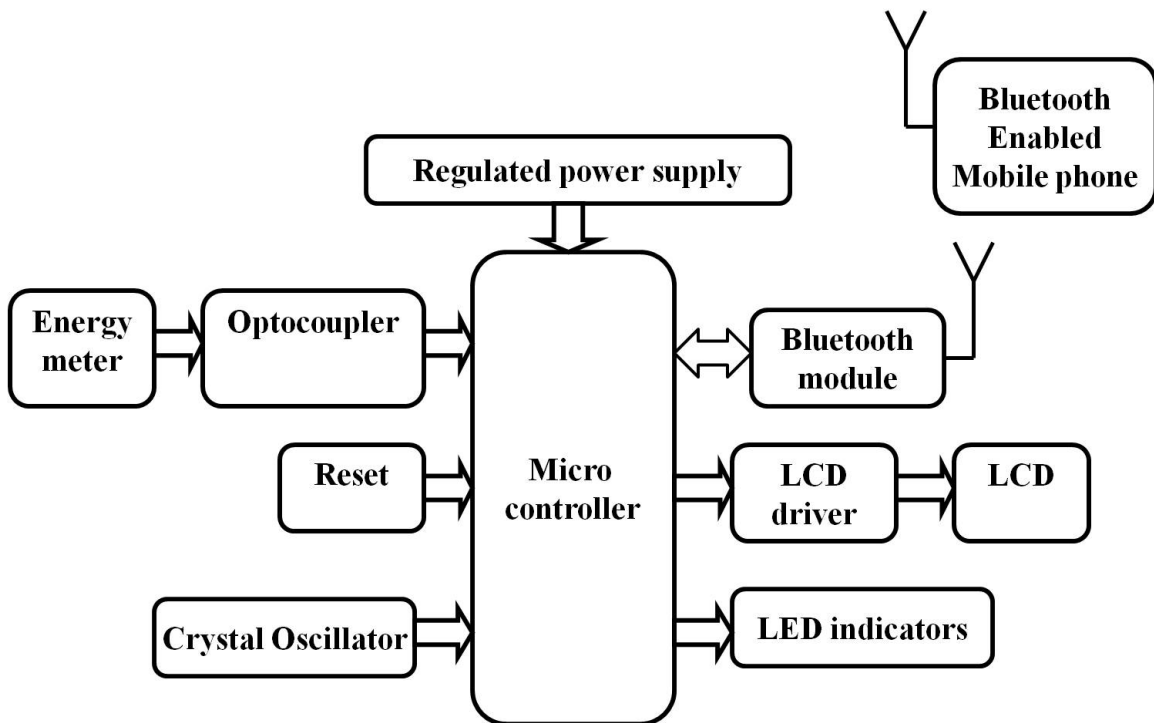 Bluetooth
Enabled
Mobile phone
Regulated power supply
Energy
meter
Optocoupler
Bluetooth
module
Reset
Micro
controller
LCD
driver
LCD
Crystal Oscillator
LED indicators